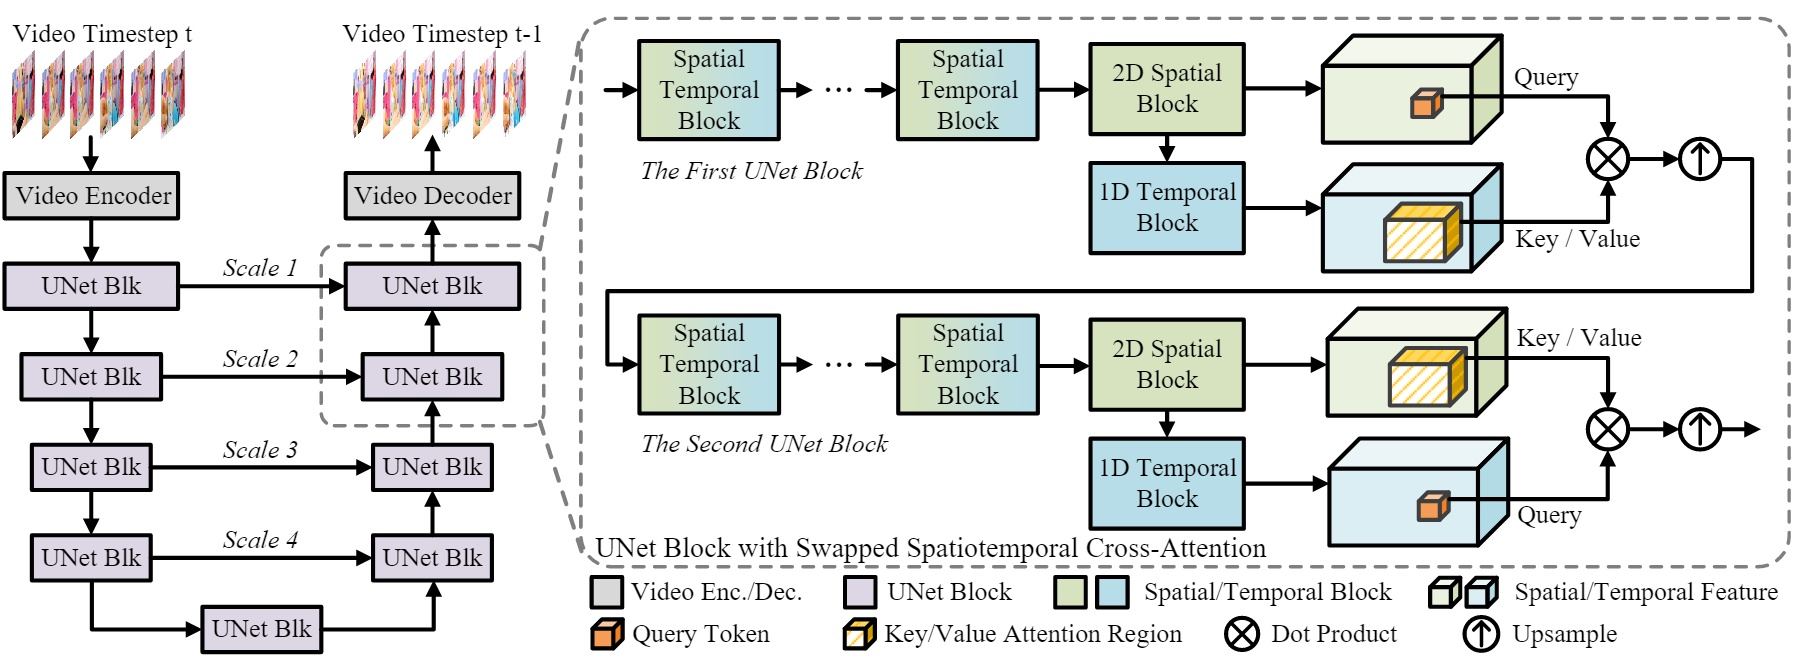 Video Timestep t
Video Timestep t-1
Video Encoder
Video Decoder
UNet Blk
Scale 1
UNet Blk
UNet Blk
Scale 2
UNet Blk
UNet Blk
Scale 3
UNet Blk
UNet Blk
Scale 4
UNet Blk
UNet Blk
Spatial
Temporal
Block
...
Spatial
Temporal
Block
2D Spatial
Block
Query
The First UNet Block
1D Temporal
Block
Key / Value
Spatial
Temporal
Block
...
Spatial
Temporal
Block
2D Spatial
Block
Key / Value
The Second UNet Block
1D Temporal
Block
Query
UNet Block with Swapped Spatiotemporal Cross-Attention
Video Enc./Dec.
UNet Block
Spatial/Temporal Block
Spatial/Temporal Feature
Query Token
Key/Value Attention Region
Dot Product
Upsample